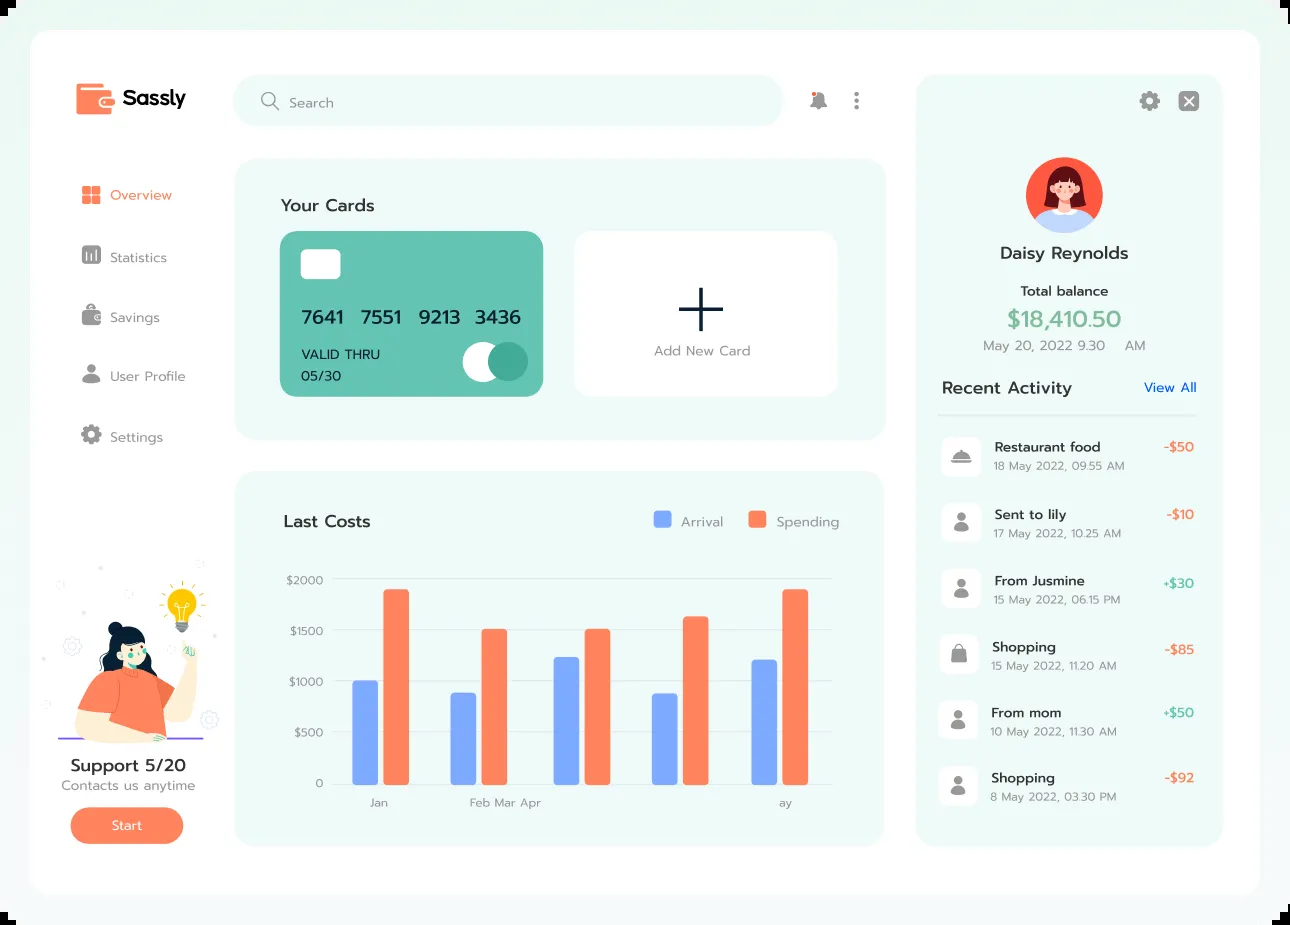 Sassly
Search
Overview
Statistics
Savings
User Profile
Settings
Support 5/20
Contacts us anytime
Start
Your Cards
7641 7551 9213 3436
VALID THRU
05/30
Add New Card
Last Costs
Arrival Spending
$2000
$1500
$1000
$500
0
Jan Feb Mar Apr ay
Daisy Reynolds
Total balance
$18,410.50
May 20, 2022 9.30 AM
Recent Activity View All
Restaurant food -$50
18 May 2022, 09.55 AM
Sent to lily -$10
17 May 2022, 10.25 AM
From Jusmine +$30
15 May 2022, 06.15 PM
Shopping -$85
15 May 2022, 11.20 AM
From mom +$50
10 May 2022, 11.30 AM
Shopping -$92
8 May 2022, 03.30 PM